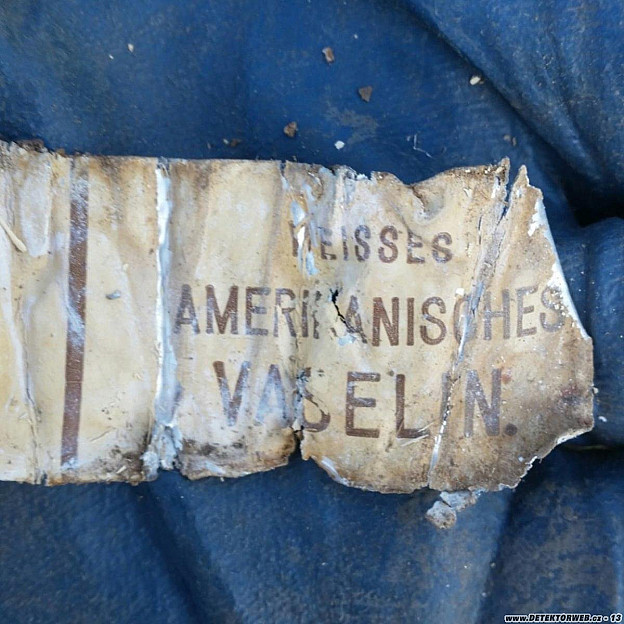 WEISSES
AMERIKANISCHES
VASELIN.
www.DETEKTORWEB.cz - 13